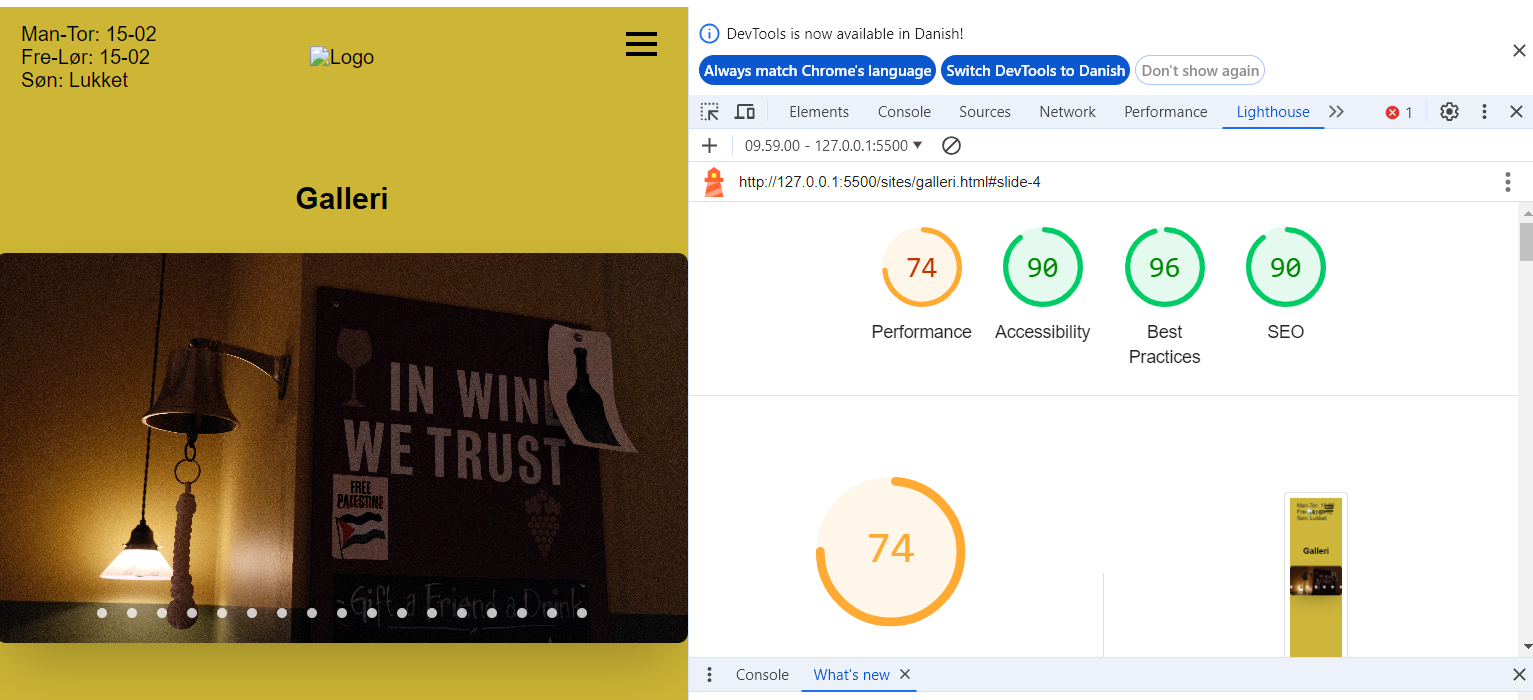 Man-Tor: 15-02
Fre-Lør: 15-02
Søn: Lukket
Logo
Galleri
IN WINE
WE TRUST
FREE
PALESTINE
Gift a Friend a Drink
DevTools is now available in Danish!
Always match Chrome's language
Switch DevTools to Danish
Don't show again
Elements Console Sources Network Performance Lighthouse 1
09.59.00 - 127.0.0.1:5500
http://127.0.0.1:5500/sites/galleri.html#slide-4
74 90 96 90
Performance Accessibility Best Practices SEO
74
Man-Tor: 15-02
Fre-Lør: 15-02
Søn: Lukket
Galleri
Console What's new